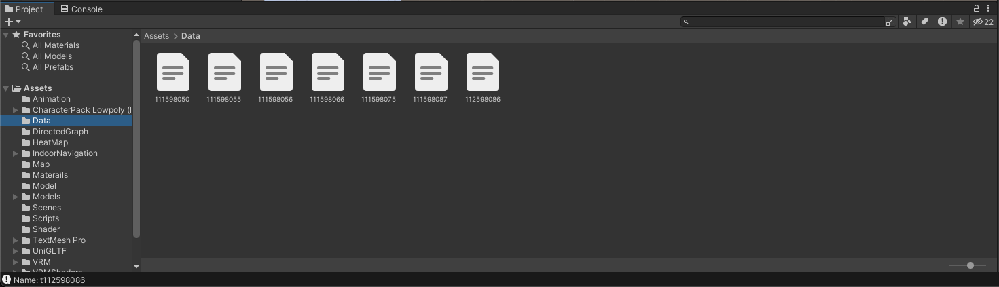 Project
Console
22
Favorites
All Materials
All Models
All Prefabs
Assets
Animation
CharacterPack Lowpoly (
Data
DirectedGraph
HeatMap
IndoorNavigation
Map
Materails
Model
Models
Scenes
Scripts
Shader
TextMesh Pro
UniGLTF
VRM
Assets > Data
111598050
111598055
111598056
111598066
111598075
111598087
112598086
Name: t112598086